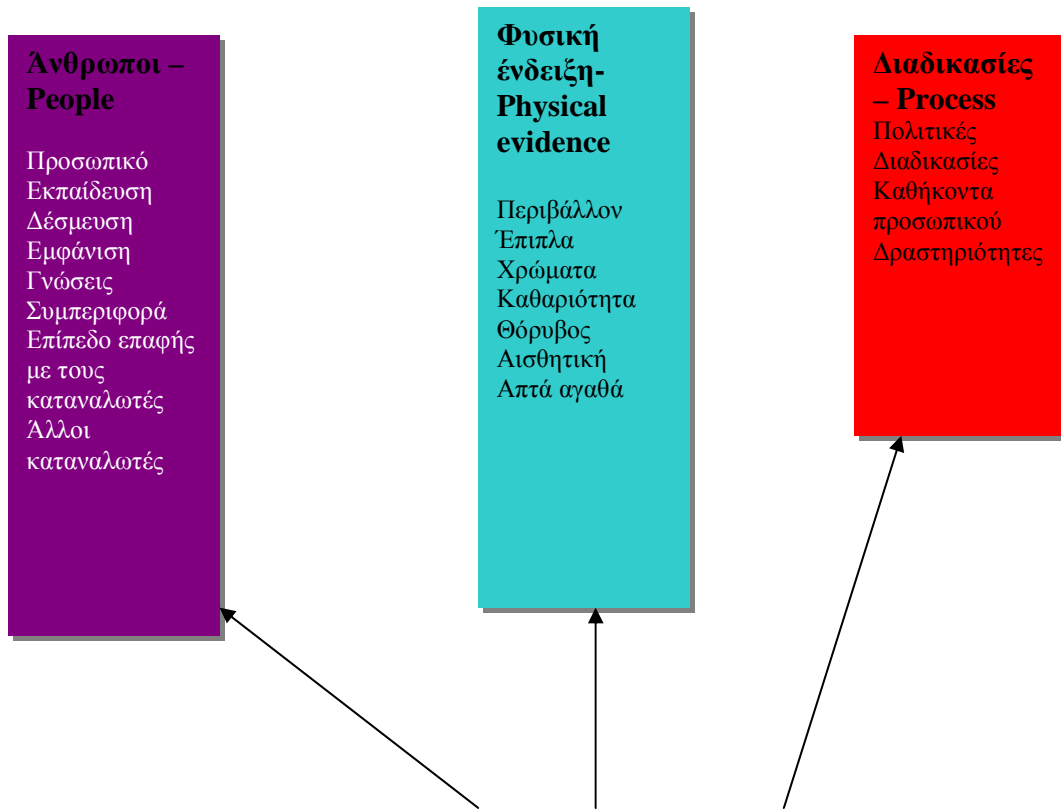 Άνθρωποι –
People
Προσωπικό
Εκπαίδευση
Δέσμευση
Εμφάνιση
Γνώσεις
Συμπεριφορά
Επίπεδο επαφής
με τους
καταναλωτές
Άλλοι
καταναλωτές
Φυσική
ένδειξη-
Physical
evidence
Περιβάλλον
Έπιπλα
Χρώματα
Καθαριότητα
Θόρυβος
Αισθητική
Απτά αγαθά
Διαδικασίες
– Process
Πολιτικές
Διαδικασίες
Καθήκοντα
προσωπικού
Δραστηριότητες